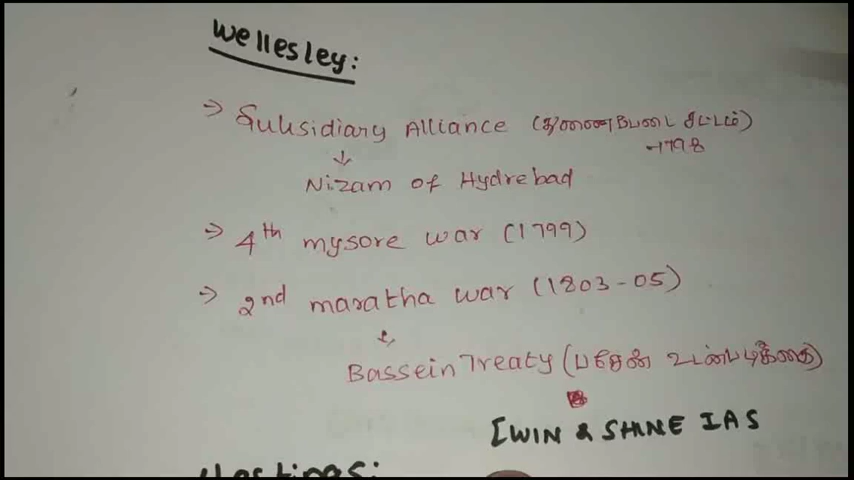 Wellesley:
→ Subsidiary Alliance (துணைப்படை திட்டம்)
↓ -1798
Nizam of Hydrebad
→ 4th mysore war (1799)
→ 2nd maratha war (1803-05)
↓
Bassein Treaty (பசீன் உடன்படிக்கை)
[WIN & SHINE IAS
Hastings: